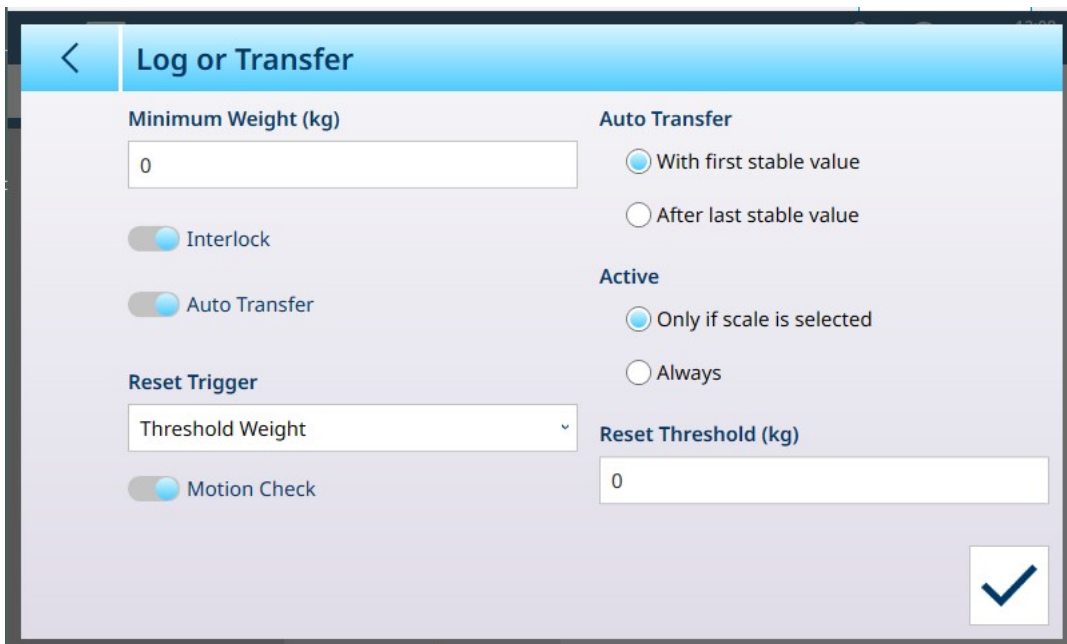 Log or Transfer
Minimum Weight (kg)
0
Interlock
Auto Transfer
Reset Trigger
Threshold Weight
Motion Check
Auto Transfer
With first stable value
After last stable value
Active
Only if scale is selected
Always
Reset Threshold (kg)
0